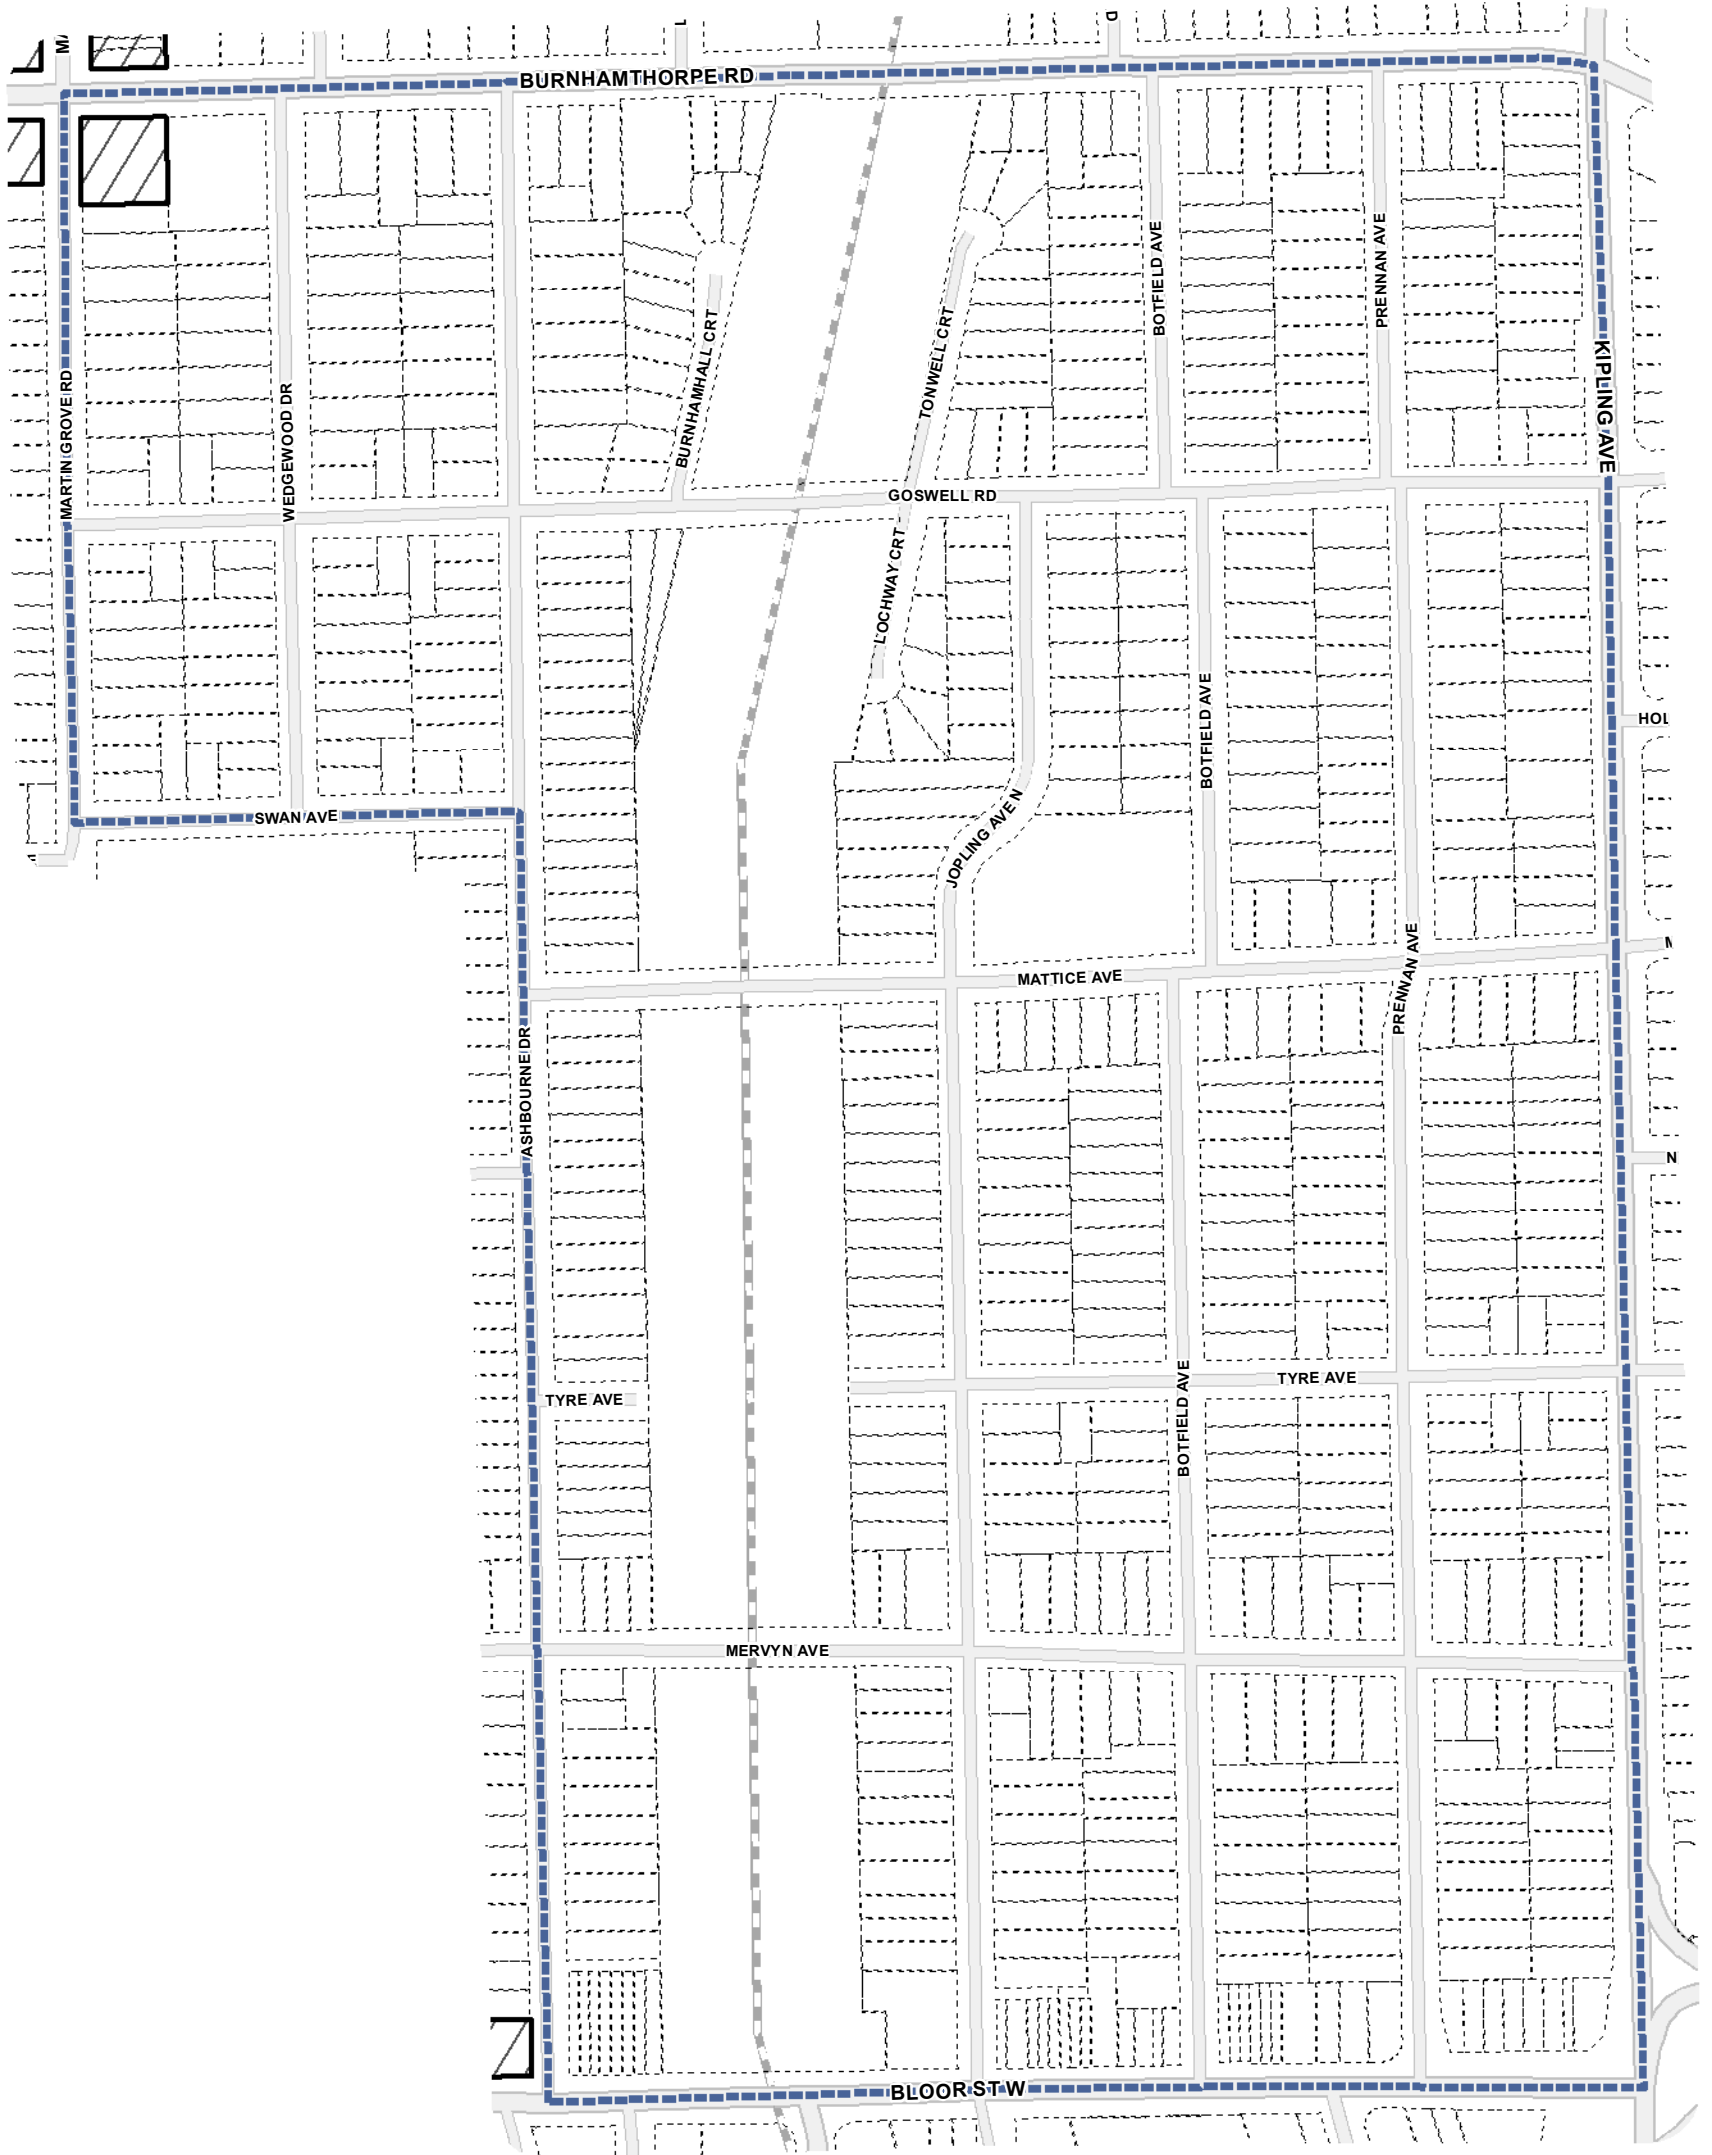 BURNHAMTHORPE RD
MARTIN GROVE RD
WEDGEWOOD DR
BURNHAMHALL CRT
TONWELL CRT
BOTFIELD AVE
PRENNAN AVE
KIPLING AVE
GOSWELL RD
LOCHWAY CRT
BOTFIELD AVE
HOL
SWAN AVE
JOPLING AVE N
PRENNAN AVE
MATTICE AVE
ASHBOURNE DR
N
TYRE AVE
TYRE AVE
BOTFIELD AVE
MERVYN AVE
BLOOR ST W